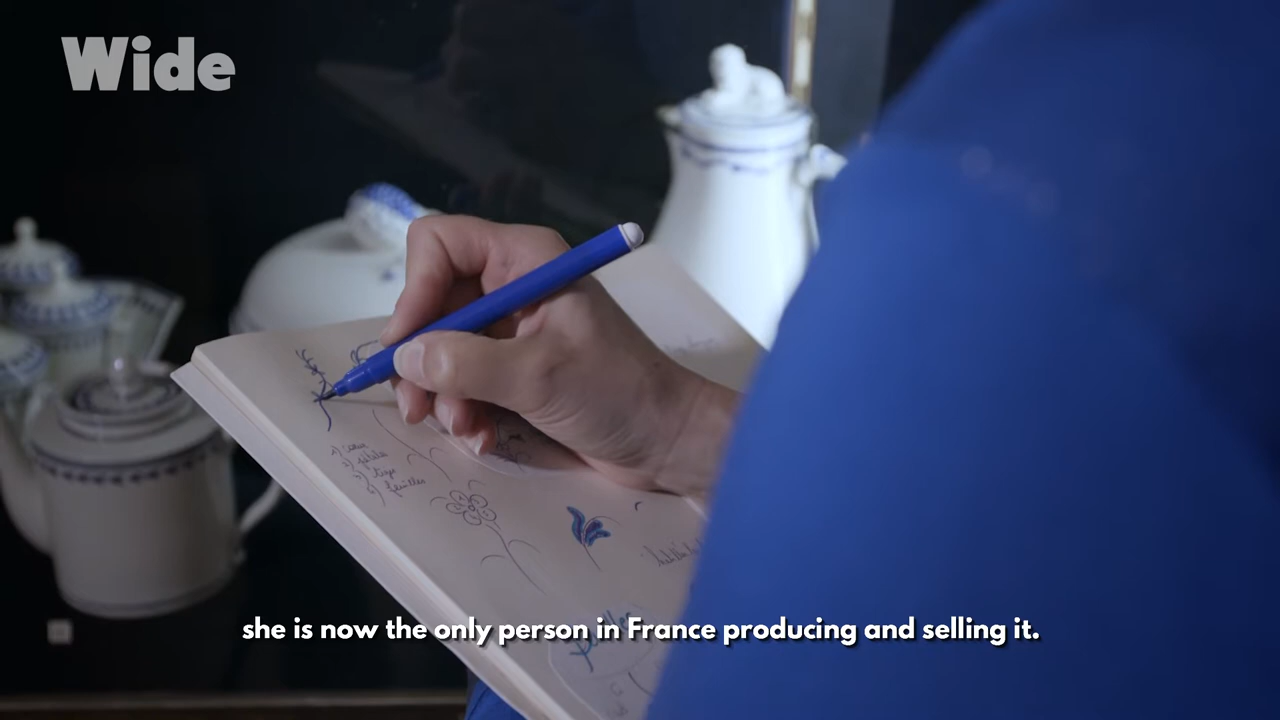 Wide
1) cœur
2) pétale
3) tige
4) feuilles
she is now the only person in France producing and selling it.